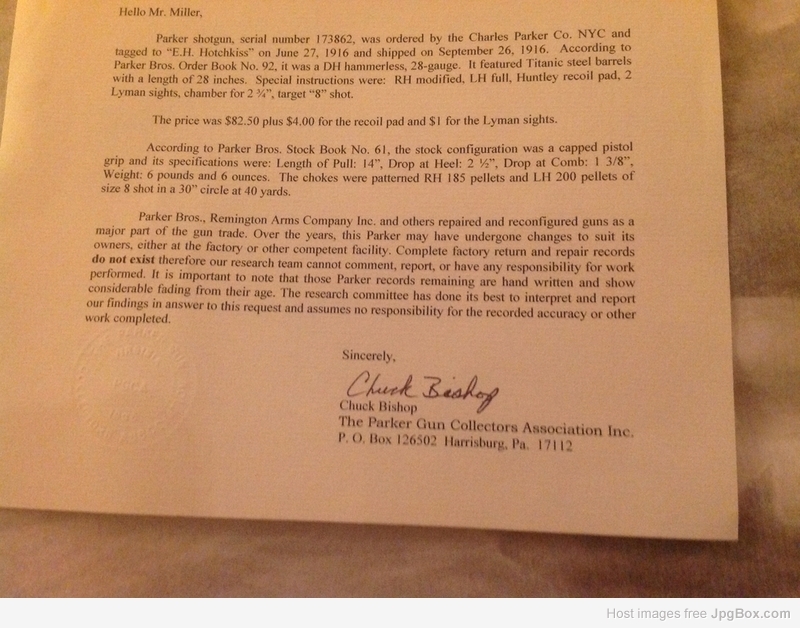 Hello Mr. Miller,
Parker shotgun, serial number 173862, was ordered by the Charles Parker Co. NYC and
tagged to “E.H. Hotchkiss” on June 27, 1916 and shipped on September 26, 1916. According to
Parker Bros. Order Book No. 92, it was a DH hammerless, 28-gauge. It featured Titanic steel barrels
with a length of 28 inches. Special instructions were: RH modified, LH full, Huntley recoil pad, 2
Lyman sights, chamber for 2 ¾”, target “8” shot.
The price was $82.50 plus $4.00 for the recoil pad and $1 for the Lyman sights.
According to Parker Bros. Stock Book No. 61, the stock configuration was a capped pistol
grip and its specifications were: Length of Pull: 14”, Drop at Heel: 2 ½”, Drop at Comb: 1 3/8”,
Weight: 6 pounds and 6 ounces. The chokes were patterned RH 185 pellets and LH 200 pellets of
size 8 shot in a 30” circle at 40 yards.
Parker Bros., Remington Arms Company Inc. and others repaired and reconfigured guns as a
major part of the gun trade. Over the years, this Parker may have undergone changes to suit its
owners, either at the factory or other competent facility. Complete factory return and repair records
do not exist therefore our research team cannot comment, report, or have any responsibility for work
performed. It is important to note that those Parker records remaining are hand written and show
considerable fading from their age. The research committee has done its best to interpret and report
our findings in answer to this request and assumes no responsibility for the recorded accuracy or other
work completed.
Sincerely,
Chuck Bishop
Chuck Bishop
The Parker Gun Collectors Association Inc.
P. O. Box 126502 Harrisburg, Pa. 17112
Host images free JpgBox.com